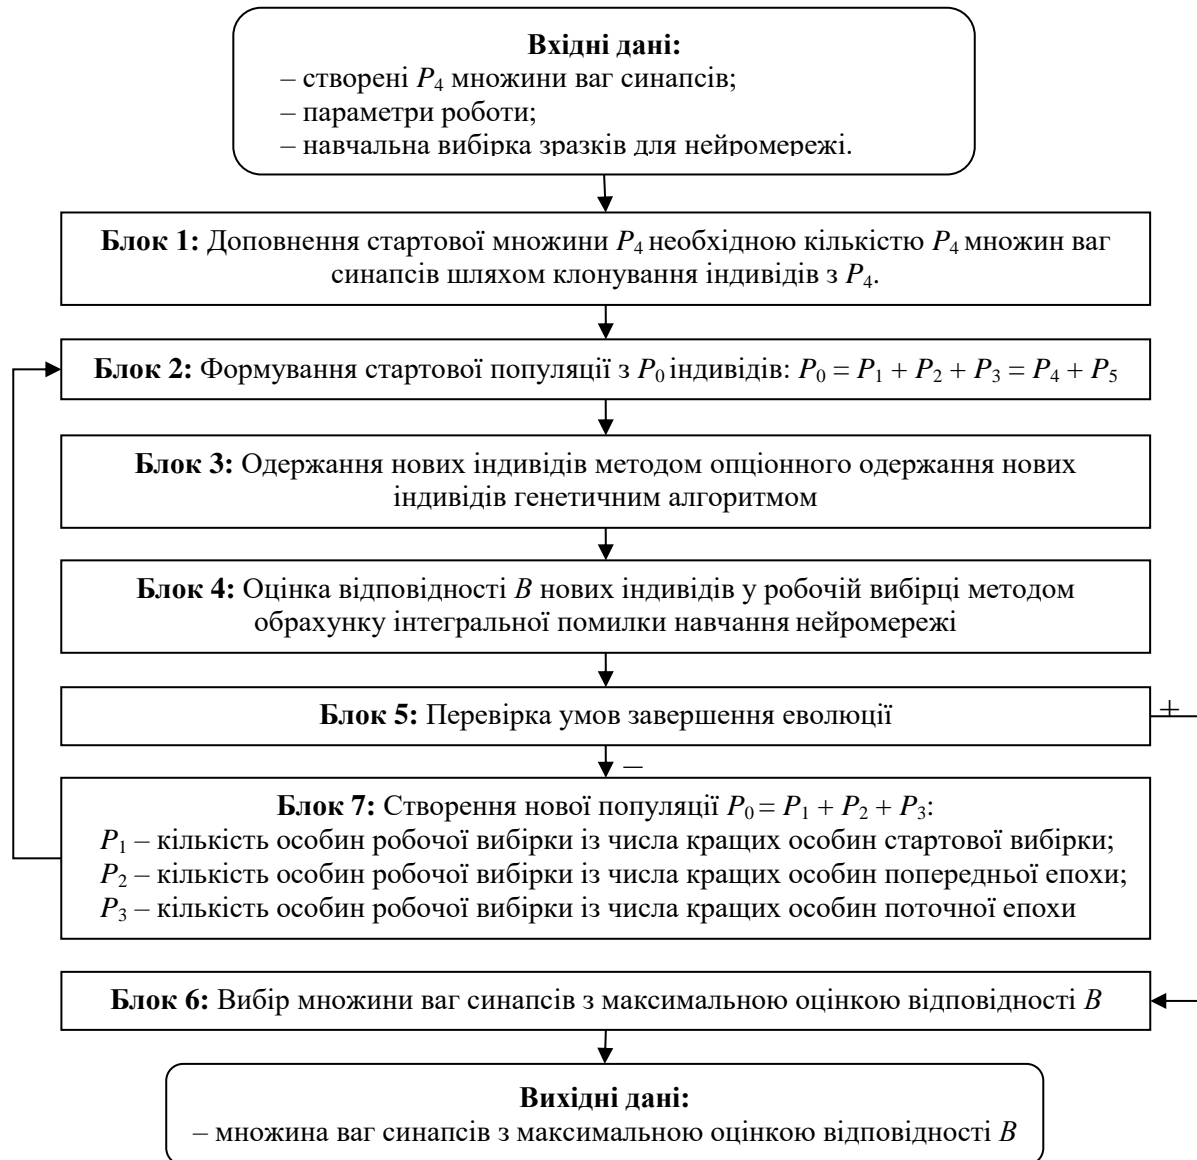 Вхідні дані:
– створені P4 множини ваг синапсів;
– параметри роботи;
– навчальна вибірка зразків для нейромережі.
Блок 1: Доповнення стартової множини P4 необхідною кількістю P4 множин ваг
синапсів шляхом клонування індивідів з P4.
Блок 2: Формування стартової популяції з P0 індивідів: P0 = P1 + P2 + P3 = P4 + P5
Блок 3: Одержання нових індивідів методом опціонного одержання нових
індивідів генетичним алгоритмом
Блок 4: Оцінка відповідності B нових індивідів у робочій вибірці методом
обрахунку інтегральної помилки навчання нейромережі
Блок 5: Перевірка умов завершення еволюції
+
–
Блок 7: Створення нової популяції P0 = P1 + P2 + P3:
P1 – кількість особин робочої вибірки із числа кращих особин стартової вибірки;
P2 – кількість особин робочої вибірки із числа кращих особин попередньої епохи;
P3 – кількість особин робочої вибірки із числа кращих особин поточної епохи
Блок 6: Вибір множини ваг синапсів з максимальною оцінкою відповідності B
Вихідні дані:
– множина ваг синапсів з максимальною оцінкою відповідності B